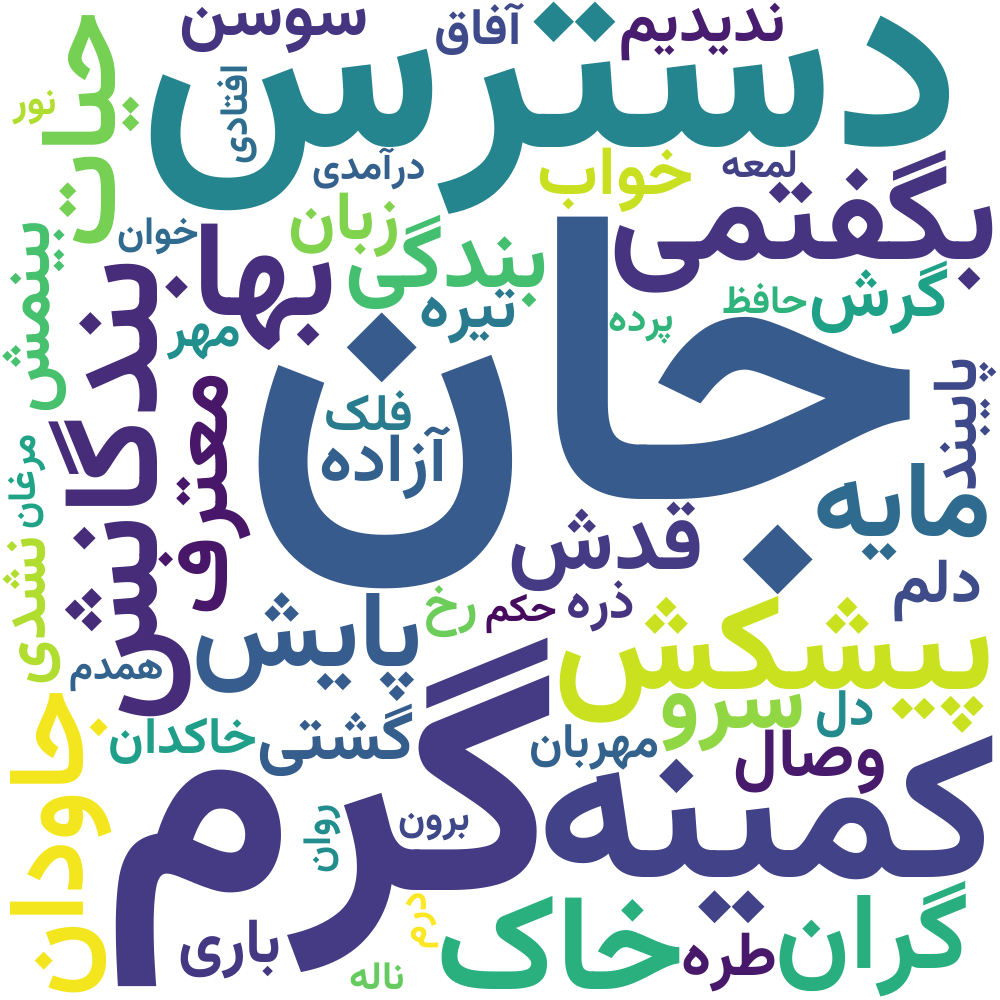 سوسن
آفاق
ندیدیم
دسترس
حیات
نور
افتادی
درآمدی
خواب
لمعه
بگفتمی
زبان
خوان
بها
بندگی
تیره
مهر
حافظ
گرش
پرده
بینمش
بندگانش
جان
معترف
فلک
آزاده
پایبند
مرغان
مایه
قدش
نشدی
دلم
ذره
حکم
رخ
پایش
پیشکش
همدم
سرو
دل
خاکدان
گشتی
مهربان
وصال
جاودان
گرم
کمینه
روان
برون
درم
خاک
گران
طره
باری
ناله